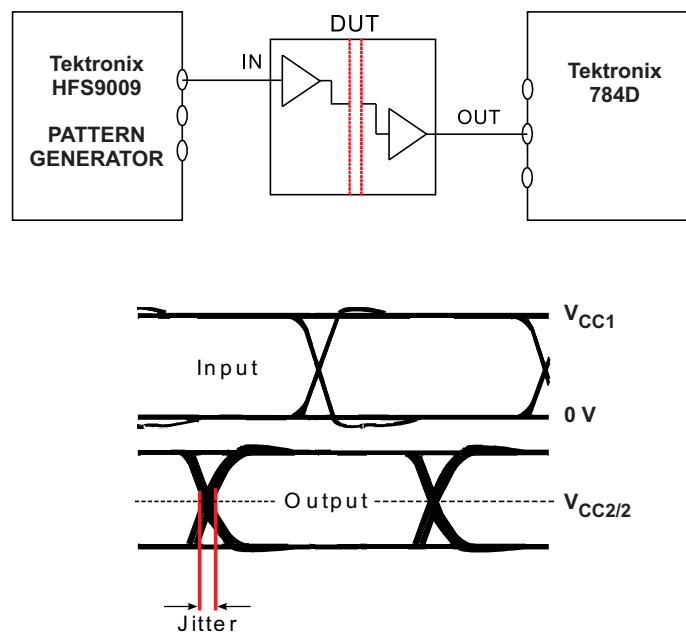 DUT
Tektronix
HFS9009
PATTERN
GENERATOR
IN
OUT
Tektronix
784D
VCC1
Input
0 V
Output
VCC2/2
Jitter